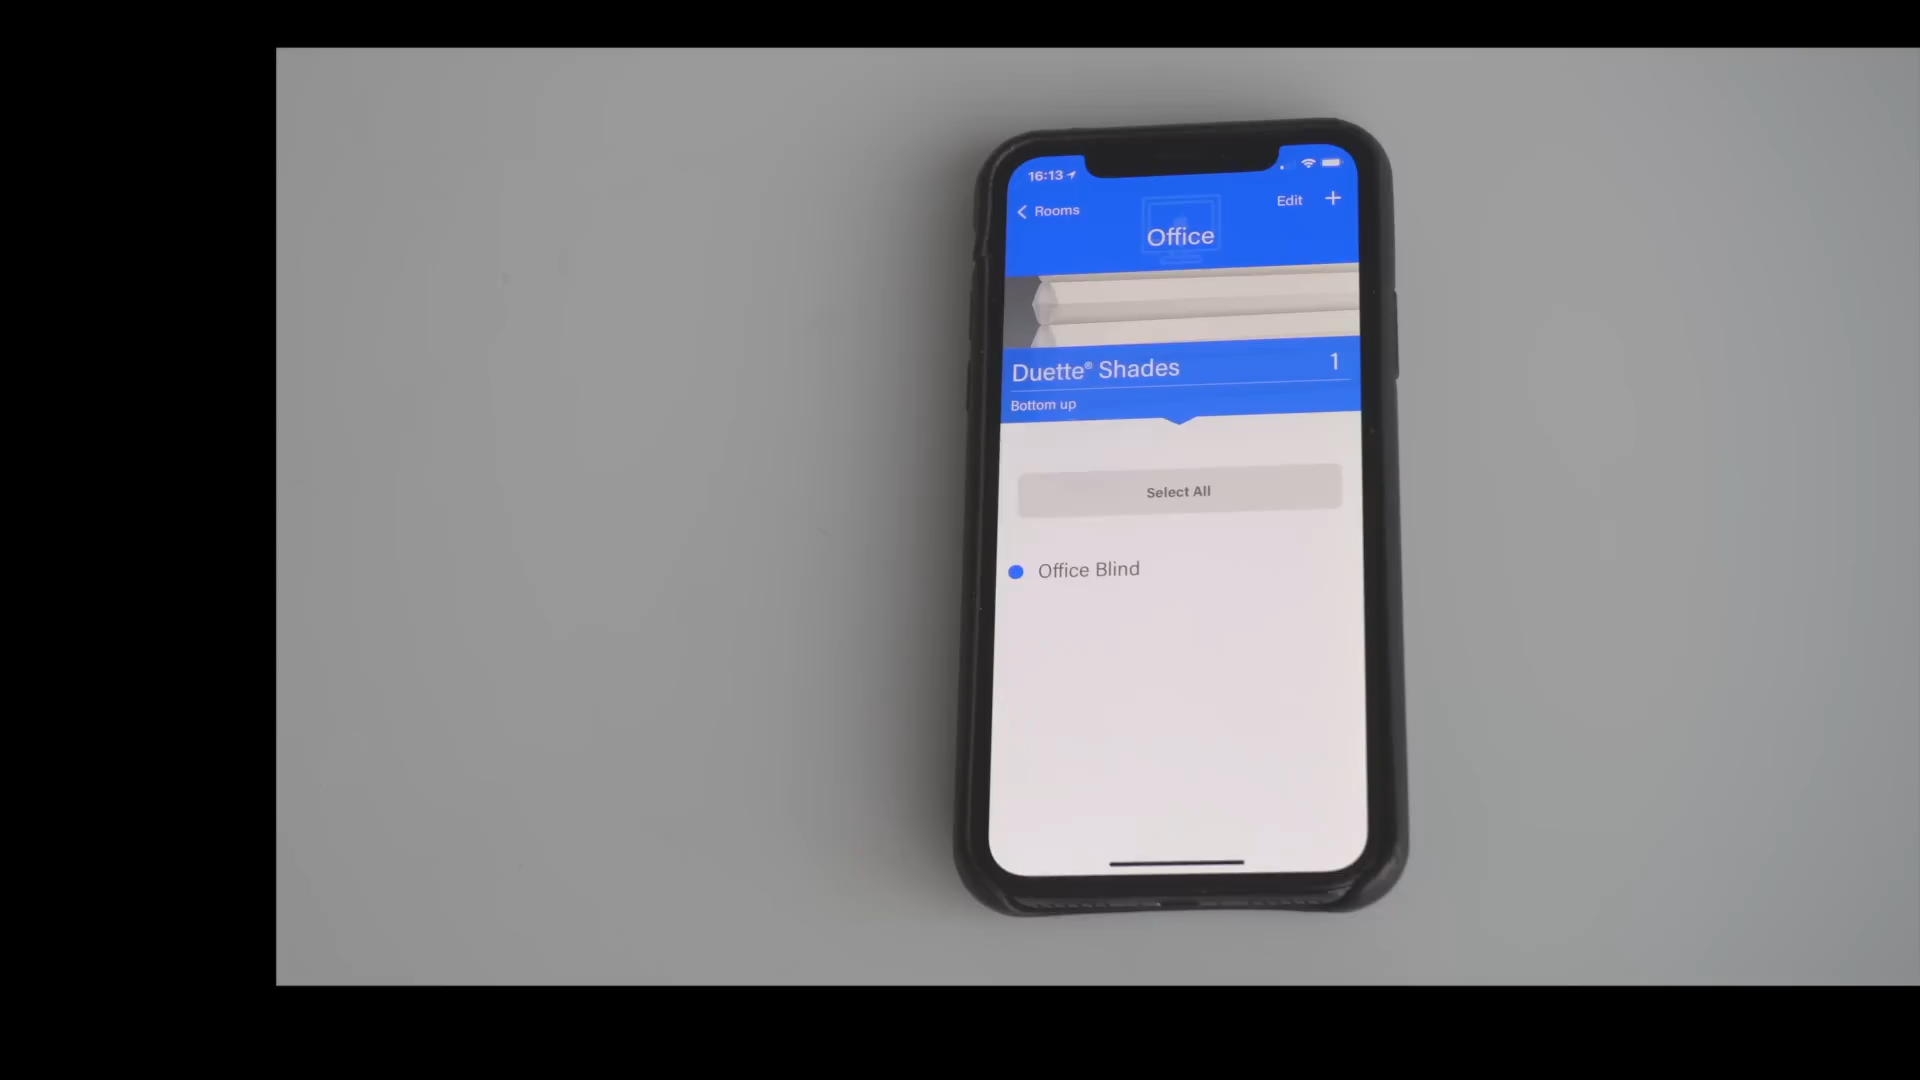 16:13
Rooms
Edit +
Office
Duette® Shades 1
Bottom up
Select All
Office Blind